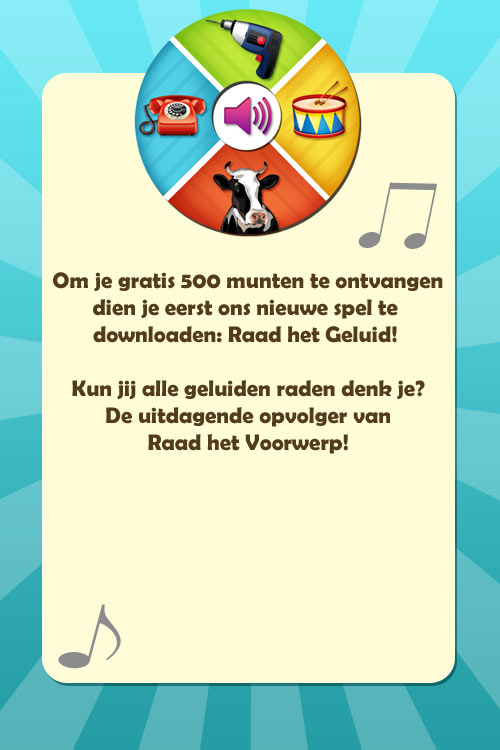 Om je gratis 500 munten te ontvangen
dien je eerst ons nieuwe spel te
downloaden: Raad het Geluid!
Kun jij alle geluiden raden denk je?
De uitdagende opvolger van
Raad het Voorwerp!